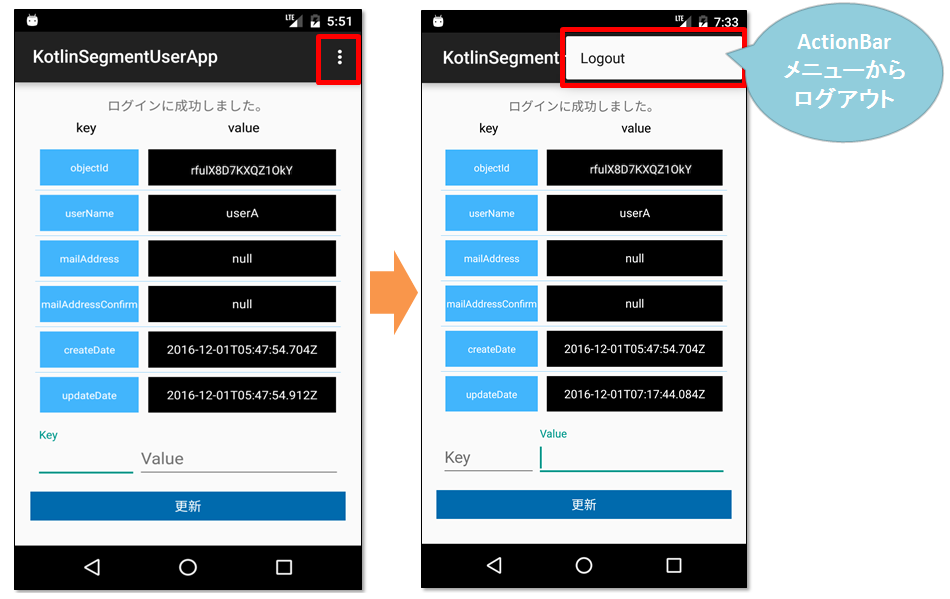 LTE 5:51
KotlinSegmentUserApp
ログインに成功しました。
key value
objectId rfulX8D7KXQZ1OkY
userName userA
mailAddress null
mailAddressConfirm null
createDate 2016-12-01T05:47:54.704Z
updateDate 2016-12-01T05:47:54.912Z
Key
Value
更新
LTE 7:33
KotlinSegment
Logout
ログインに成功しました。
key value
objectId rfulX8D7KXQZ1OkY
userName userA
mailAddress null
mailAddressConfirm null
createDate 2016-12-01T05:47:54.704Z
updateDate 2016-12-01T07:17:44.084Z
Value
Key
更新
ActionBar
メニューから
ログアウト